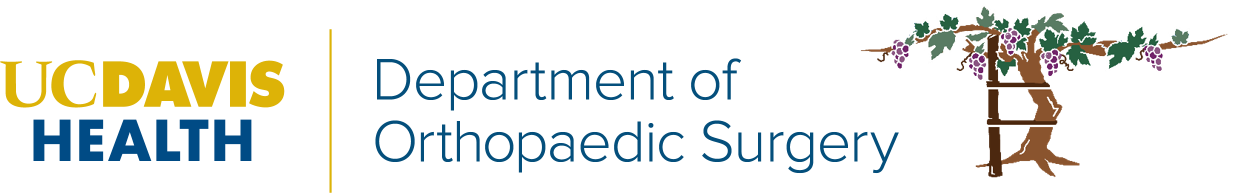 UCDAVIS
HEALTH
Department of
Orthopaedic Surgery